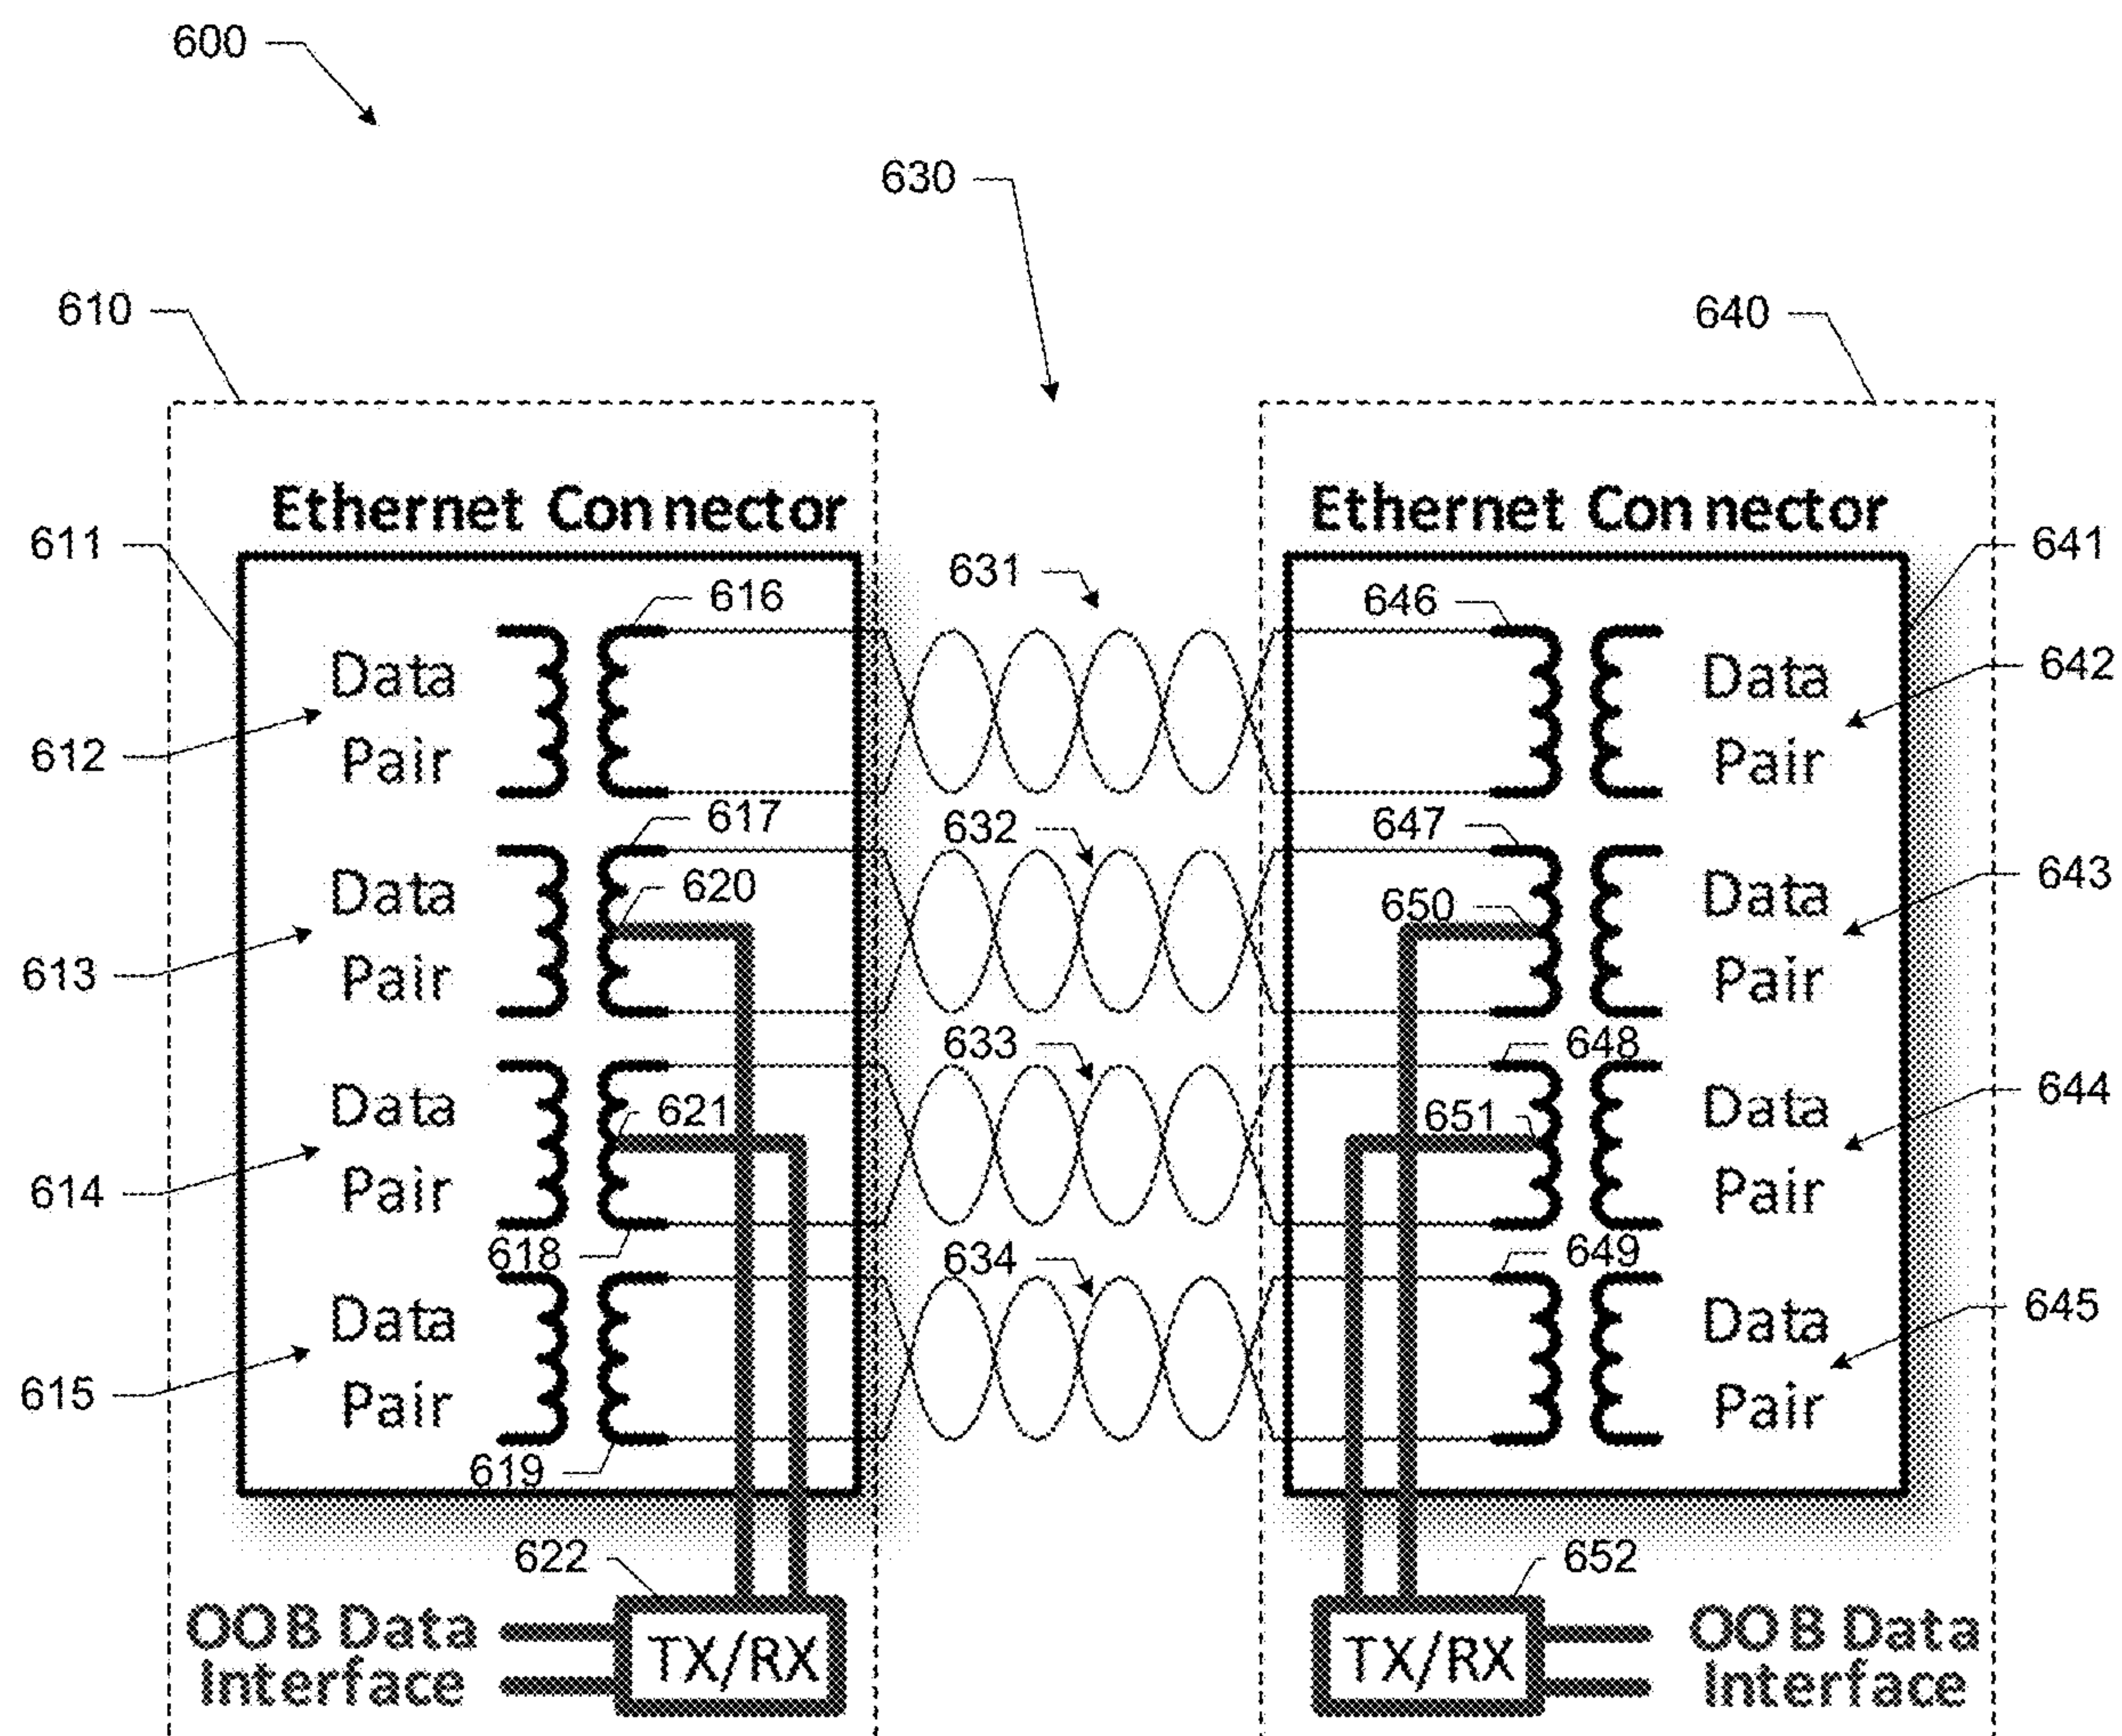 600
630
610
640
Ethernet Connector
Ethernet Connector
611
641
631
616
646
Data
Pair
Data
Pair
642
612
617
632
647
Data
Pair
620
650
Data
Pair
643
613
633
648
Data
Pair
621
651
Data
Pair
644
614
618
634
649
Data
Pair
Data
Pair
645
615
619
622
652
OOB Data
Interface
TX/RX
TX/RX
OOB Data
Interface